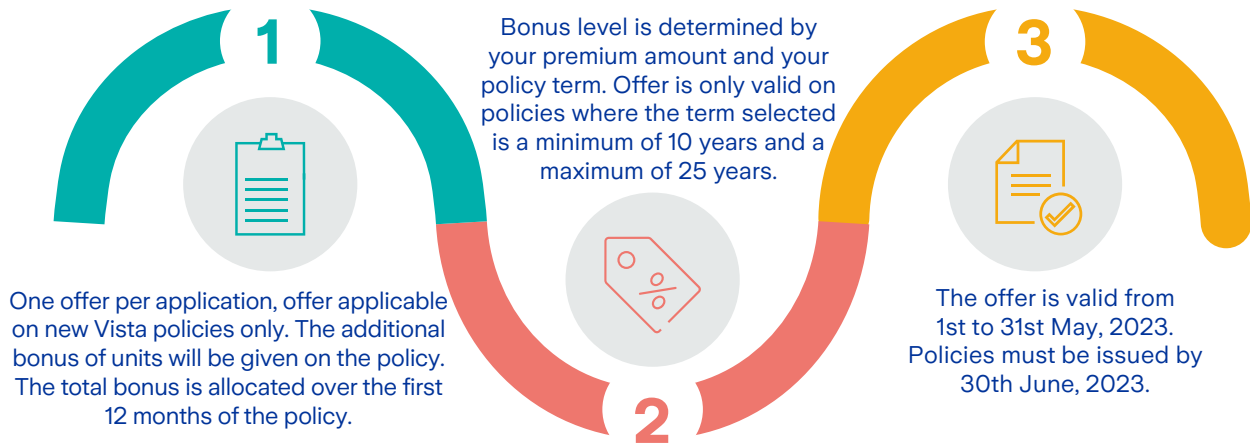 1
One offer per application, offer applicable
on new Vista policies only. The additional
bonus of units will be given on the policy.
The total bonus is allocated over the first
12 months of the policy.
Bonus level is determined by
your premium amount and your
policy term. Offer is only valid on
policies where the term selected
is a minimum of 10 years and a
maximum of 25 years.
%
2
3
The offer is valid from
1st to 31st May, 2023.
Policies must be issued by
30th June, 2023.